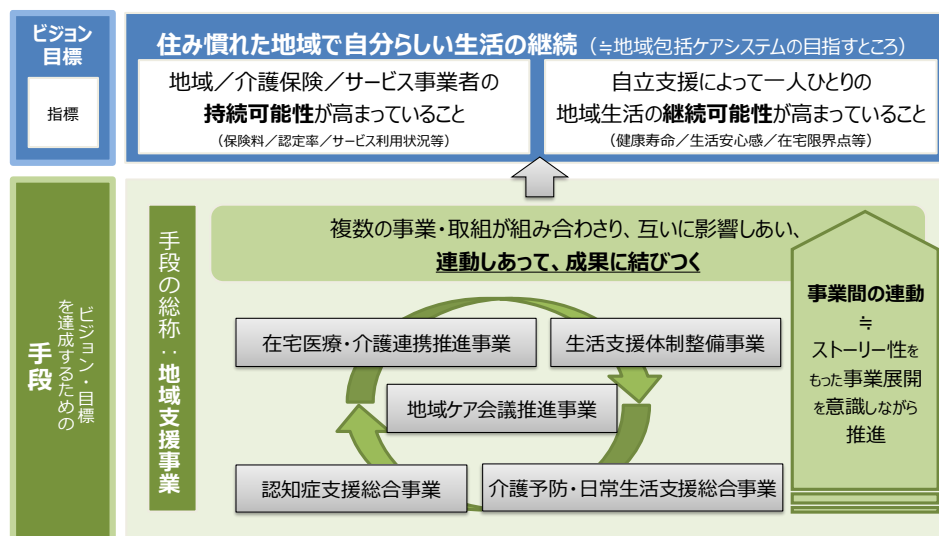 ビジョン
目標
指標
住み慣れた地域で自分らしい生活の継続（≒地域包括ケアシステムの目指すところ）
地域／介護保険／サービス事業者の
持続可能性が高まっていること
（保険料／認定率／サービス利用状況等）
自立支援によって一人ひとりの
地域生活の継続可能性が高まっていること
（健康寿命／生活安心感／在宅限界点等）
ビジョン・目標
を達成するための
手段
手段の総称：地域支援事業
複数の事業・取組が組み合わさり、互いに影響しあい、
連動しあって、成果に結びつく
在宅医療・介護連携推進事業
生活支援体制整備事業
地域ケア会議推進事業
認知症支援総合事業
介護予防・日常生活支援総合事業
事業間の連動
≒
ストーリー性を
もった事業展開
を意識しながら
推進